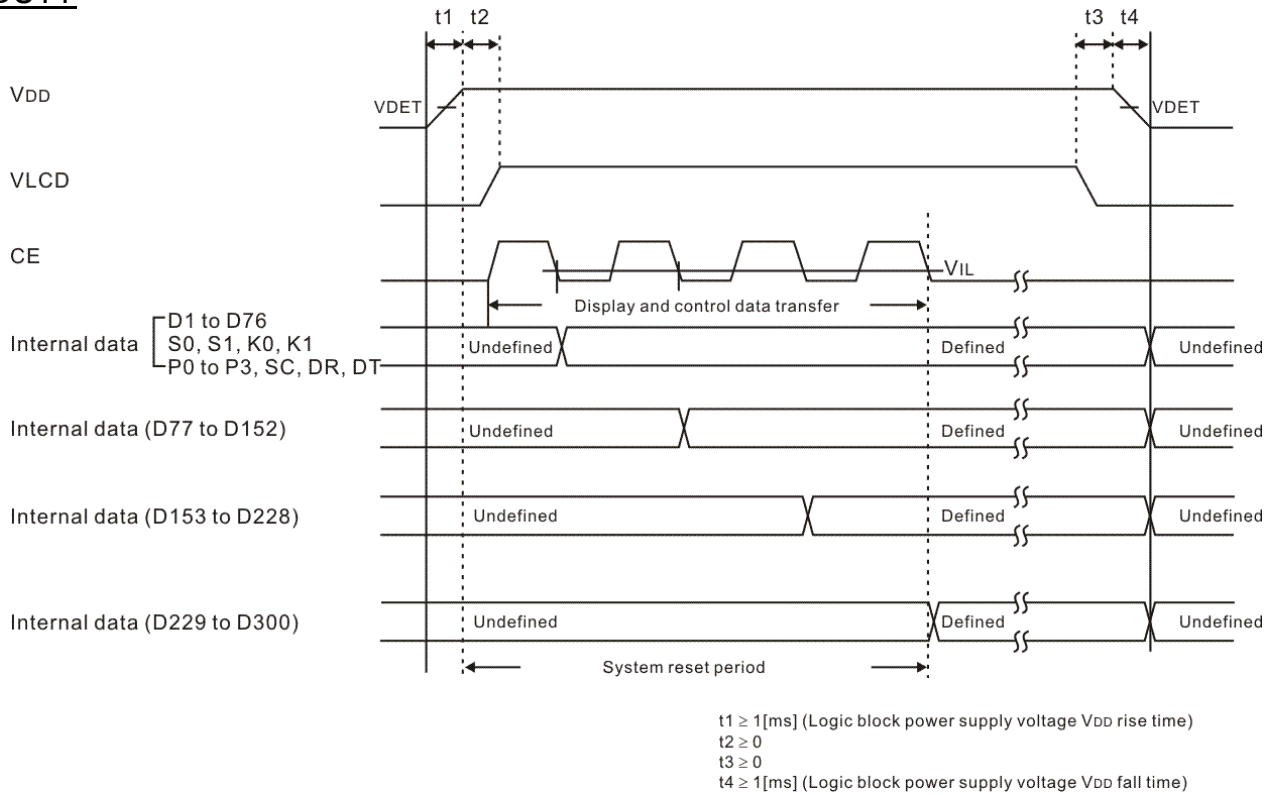 t1 t2 t3 t4
VDD VDET VDET
VLCD
CE VIL
Display and control data transfer
D1 to D76
Internal data S0, S1, K0, K1 Undefined Defined Undefined
P0 to P3, SC, DR, DT
Internal data (D77 to D152) Undefined Defined Undefined
Internal data (D153 to D228) Undefined Defined Undefined
Internal data (D229 to D300) Undefined Defined Undefined
System reset period
t1 ≥ 1[ms] (Logic block power supply voltage VDD rise time)
t2 ≥ 0
t3 ≥ 0
t4 ≥ 1[ms] (Logic block power supply voltage VDD fall time)